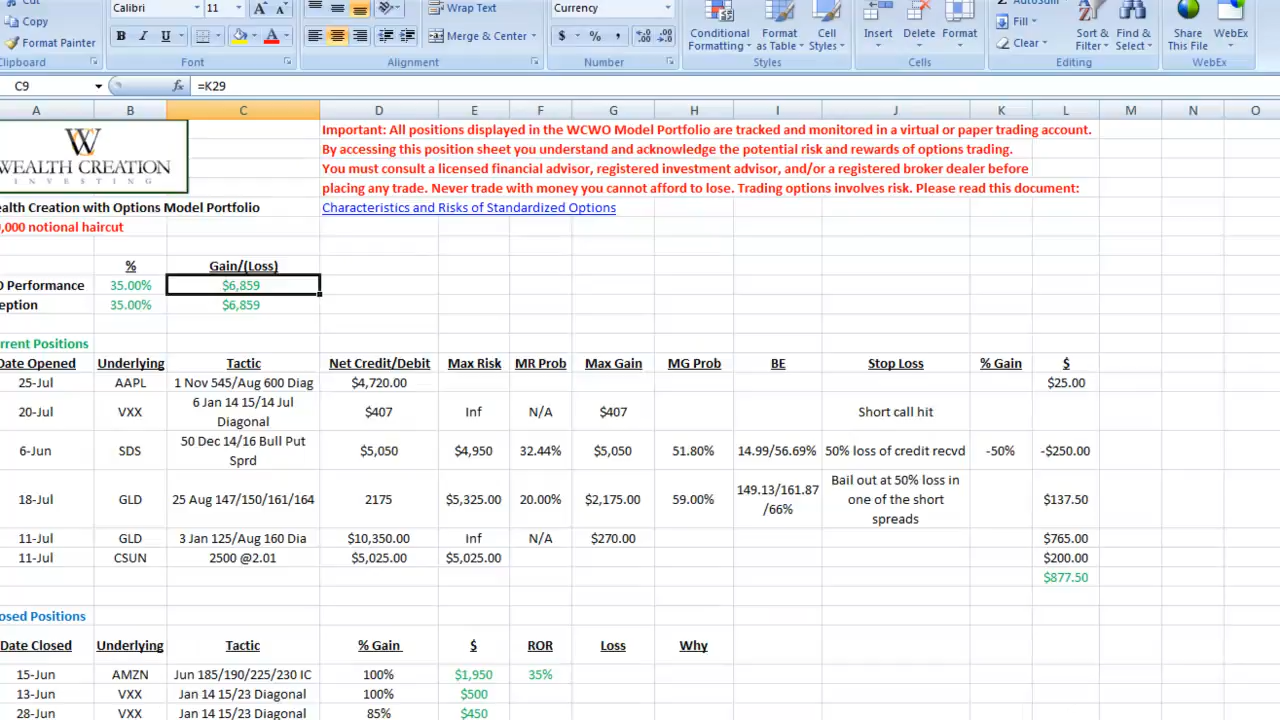 Cut
Copy
Format Painter
Clipboard
Calibri 11 A A
B I U A
Font
Wrap Text
Merge & Center
Alignment
Currency
$ % , .0 .00 .00 .0
Number
Conditional Formatting
Format as Table
Cell Styles
Styles
Insert
Delete
Format
Cells
AutoSum
Fill
Clear
Sort & Filter
Find & Select
Editing
Share This File
WebEx
WebEx
C9 fx =K29
A B C D E F G H I J K L M N O
W
WEALTH CREATION
INVESTING
Important: All positions displayed in the WCWO Model Portfolio are tracked and monitored in a virtual or paper trading account.
By accessing this position sheet you understand and acknowledge the potential risk and rewards of options trading.
You must consult a licensed financial advisor, registered investment advisor, and/or a registered broker dealer before
placing any trade. Never trade with money you cannot afford to lose. Trading options involves risk. Please read this document:
ealth Creation with Options Model Portfolio Characteristics and Risks of Standardized Options
,000 notional haircut
% Gain/(Loss)
O Performance 35.00% $6,859
eption 35.00% $6,859
rrent Positions
Date Opened Underlying Tactic Net Credit/Debit Max Risk MR Prob Max Gain MG Prob BE Stop Loss % Gain $
25-Jul AAPL 1 Nov 545/Aug 600 Diag $4,720.00 $25.00
20-Jul VXX 6 Jan 14 15/14 Jul Diagonal $407 Inf N/A $407 Short call hit
6-Jun SDS 50 Dec 14/16 Bull Put Sprd $5,050 $4,950 32.44% $5,050 51.80% 14.99/56.69% 50% loss of credit recvd -50% -$250.00
18-Jul GLD 25 Aug 147/150/161/164 2175 $5,325.00 20.00% $2,175.00 59.00% 149.13/161.87/66% Bail out at 50% loss in one of the short spreads $137.50
11-Jul GLD 3 Jan 125/Aug 160 Dia $10,350.00 Inf N/A $270.00 $765.00
11-Jul CSUN 2500 @2.01 $5,025.00 $5,025.00 $200.00
$877.50
osed Positions
Date Closed Underlying Tactic % Gain $ ROR Loss Why
15-Jun AMZN Jun 185/190/225/230 IC 100% $1,950 35%
13-Jun VXX Jan 14 15/23 Diagonal 100% $500
28-Jun VXX Jan 14 15/23 Diagonal 85% $450